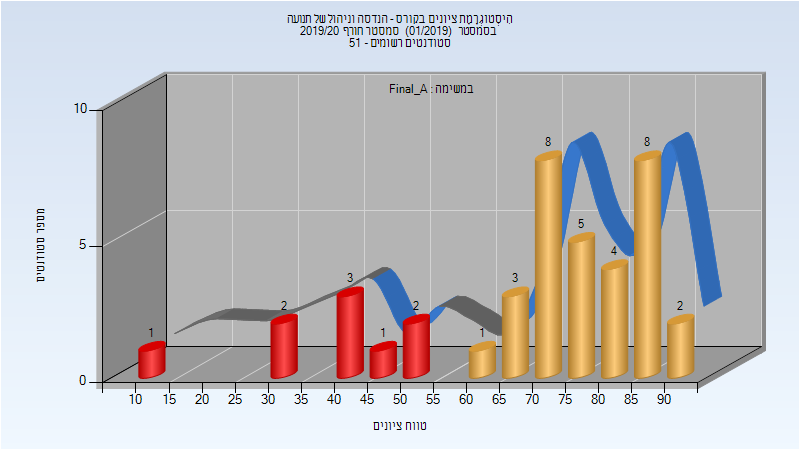 היסטוגרמת ציונים בקורס - הנדסה וניהול של תנועה
בסמסטר (01/2019) סמסטר חורף 2019/20
סטודנטים רשומים - 51
במשימה : Final_A
מספר סטודנטים
10
5
0
1 2 3 1 2 1 3 8 5 4 8 2
10 15 20 25 30 35 40 45 50 55 60 65 70 75 80 85 90
טווח ציונים